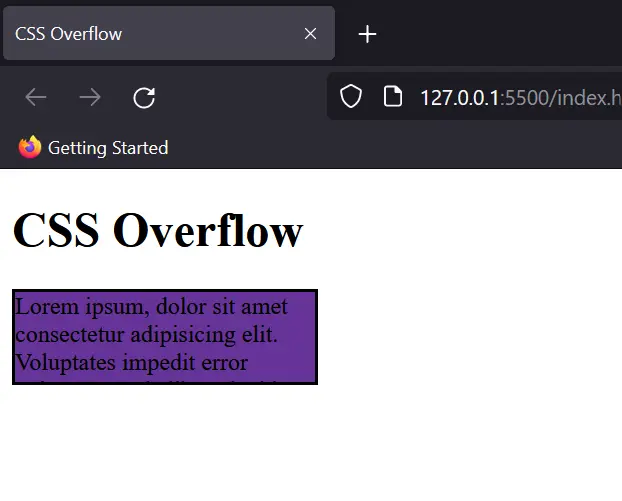 CSS Overflow
127.0.0.1:5500/index.h
Getting Started
CSS Overflow
Lorem ipsum, dolor sit amet
consectetur adipisicing elit.
Voluptates impedit error